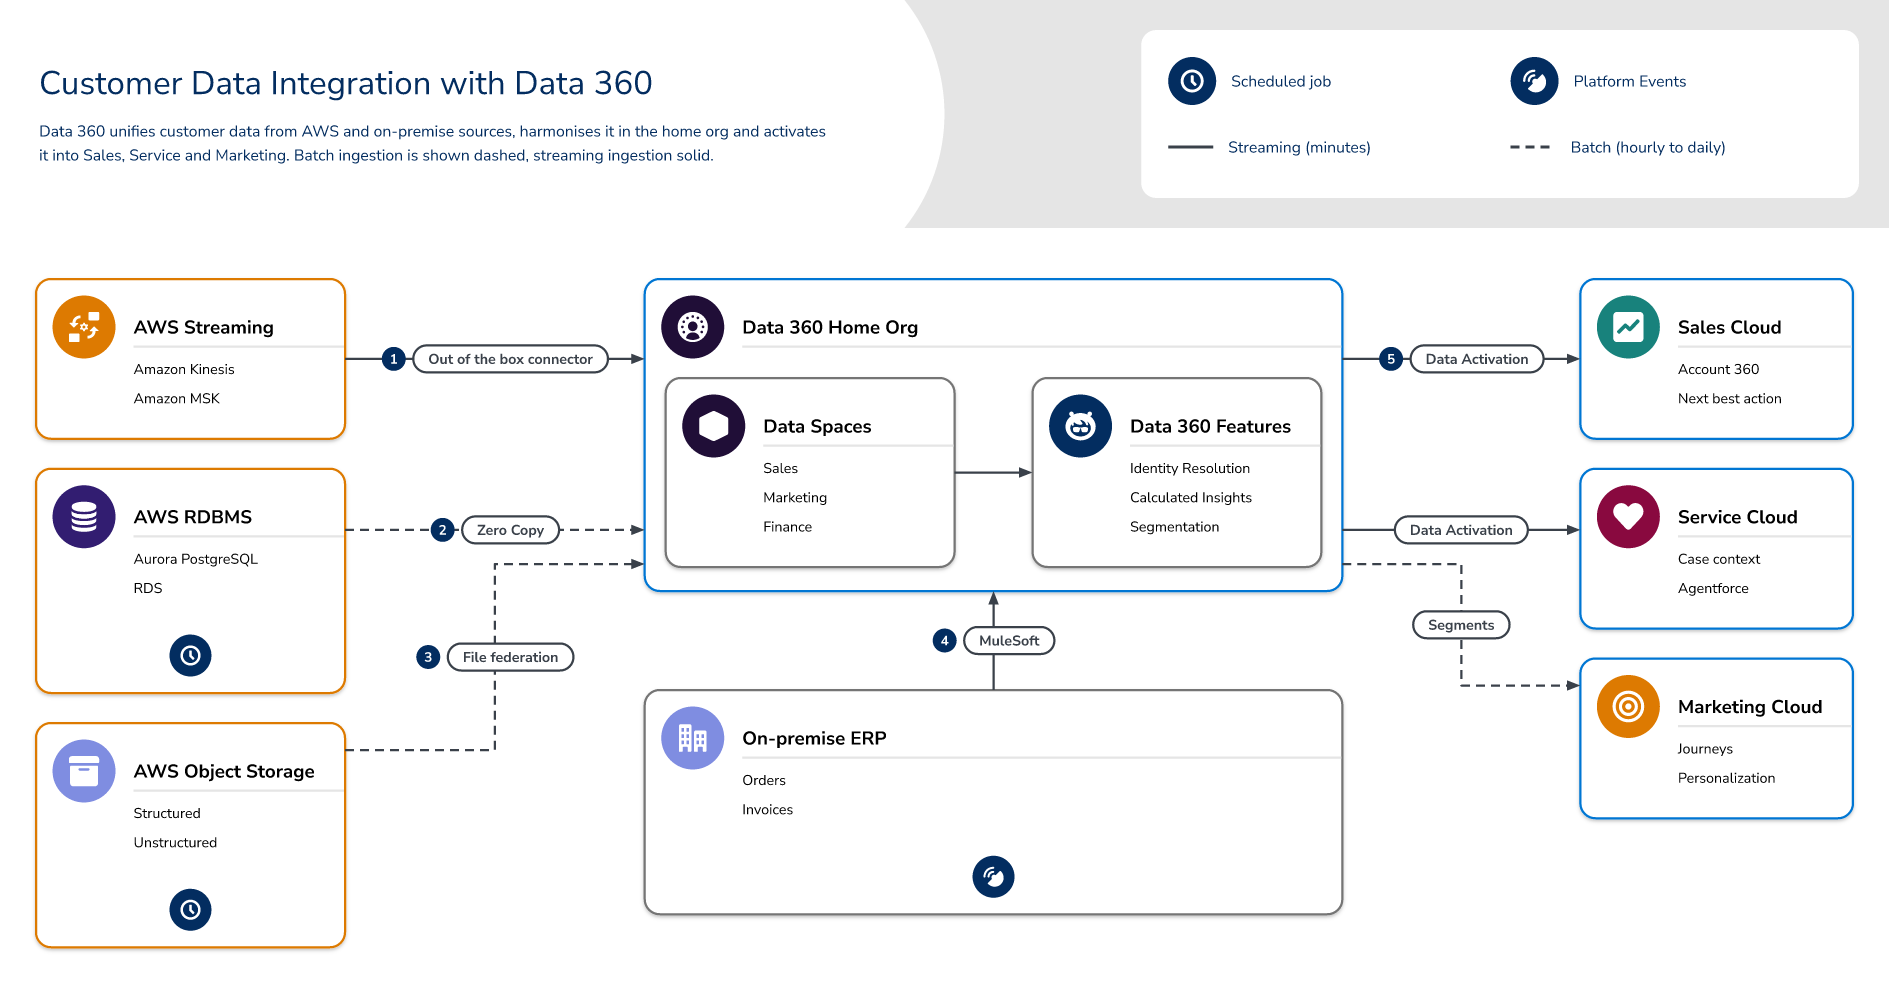 Customer Data Integration with Data 360
Data 360 unifies customer data from AWS and on-premise sources, harmonises it in the home org and activates
it into Sales, Service and Marketing. Batch ingestion is shown dashed, streaming ingestion solid.
Scheduled job
Platform Events
Streaming (minutes)
Batch (hourly to daily)
AWS Streaming
Amazon Kinesis
Amazon MSK
1
Out of the box connector
AWS RDBMS
Aurora PostgreSQL
RDS
2
Zero Copy
3
File federation
AWS Object Storage
Structured
Unstructured
Data 360 Home Org
Data Spaces
Sales
Marketing
Finance
Data 360 Features
Identity Resolution
Calculated Insights
Segmentation
4
MuleSoft
On-premise ERP
Orders
Invoices
5
Data Activation
Data Activation
Segments
Sales Cloud
Account 360
Next best action
Service Cloud
Case context
Agentforce
Marketing Cloud
Journeys
Personalization